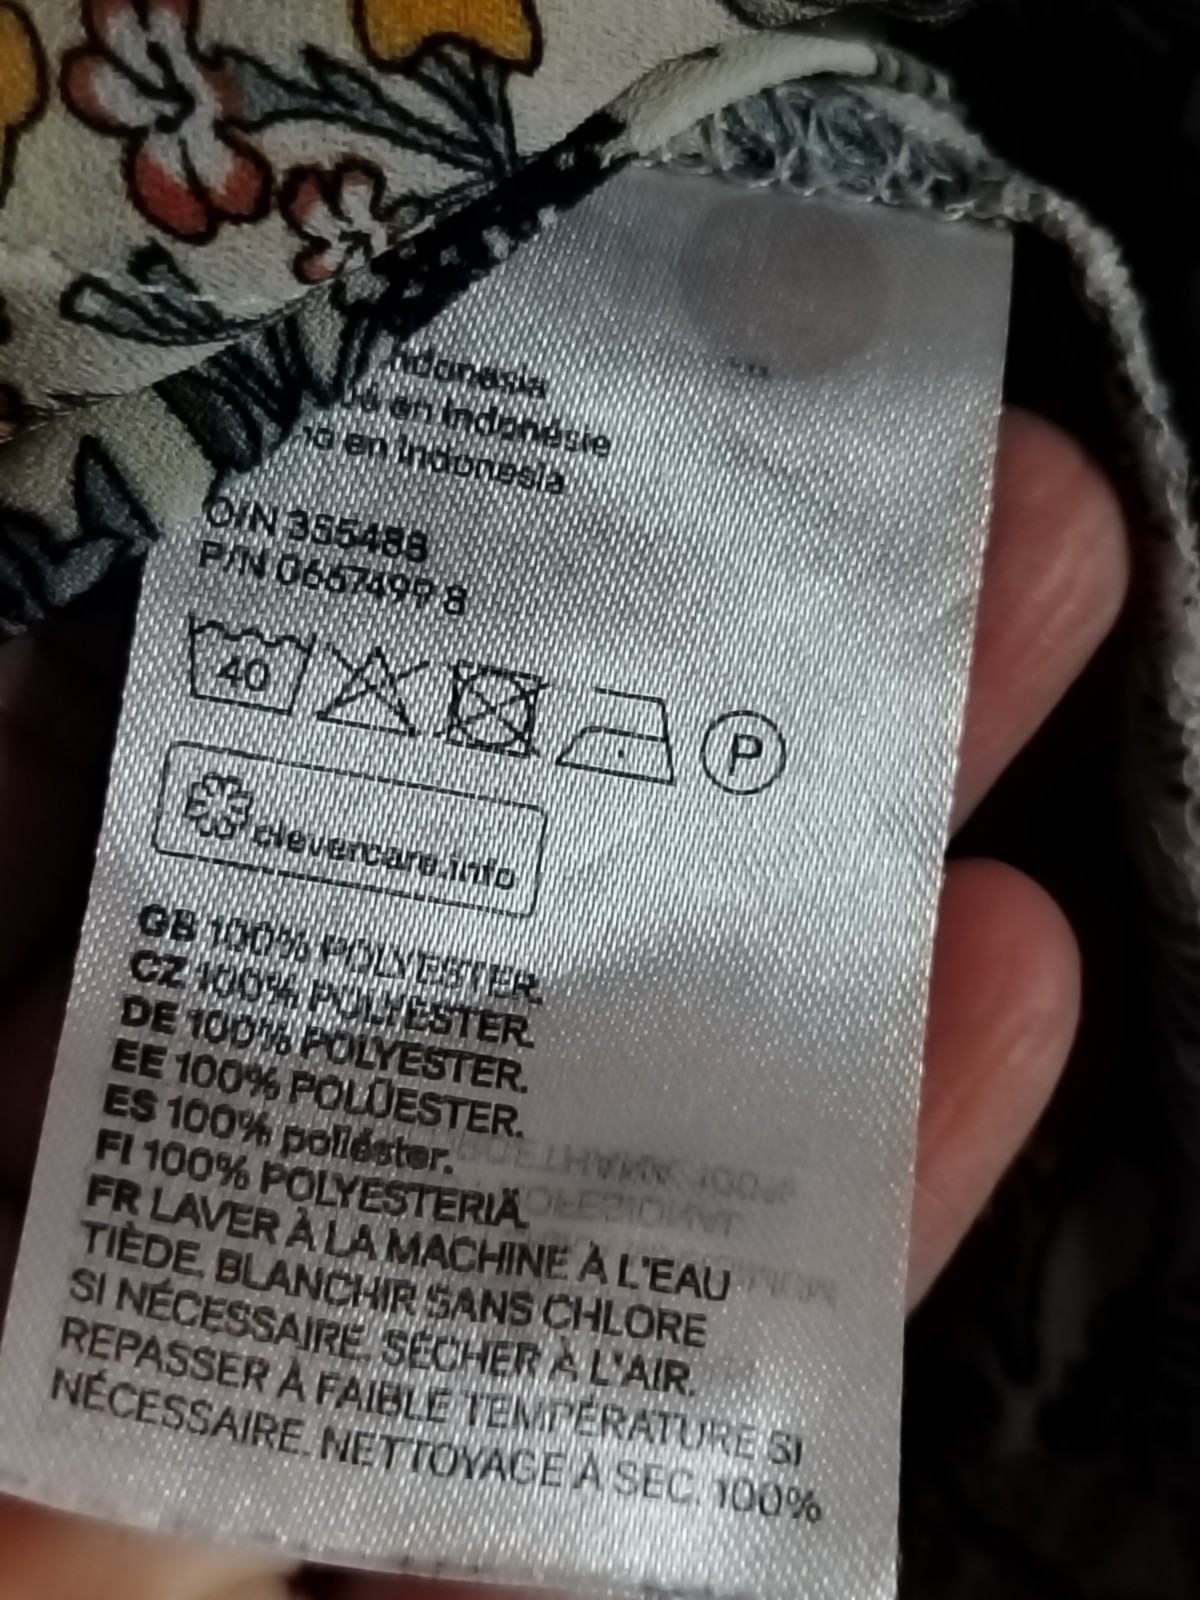 ndonesia
en Indonésie
en Indonesia
O/N 355488
P/N 0667499 8
40
P
clevercare.info
GB 100% POLYESTER.
CZ 100% POLYESTER.
DE 100% POLYESTER.
EE 100% POLÜESTER.
ES 100% poliéster.
FI 100% POLYESTERIÄ.
FR LAVER À LA MACHINE À L'EAU
TIÈDE. BLANCHIR SANS CHLORE
SI NÉCESSAIRE. SÉCHER À L'AIR.
REPASSER À FAIBLE TEMPÉRATURE SI
NÉCESSAIRE. NETTOYAGE À SEC. 100%